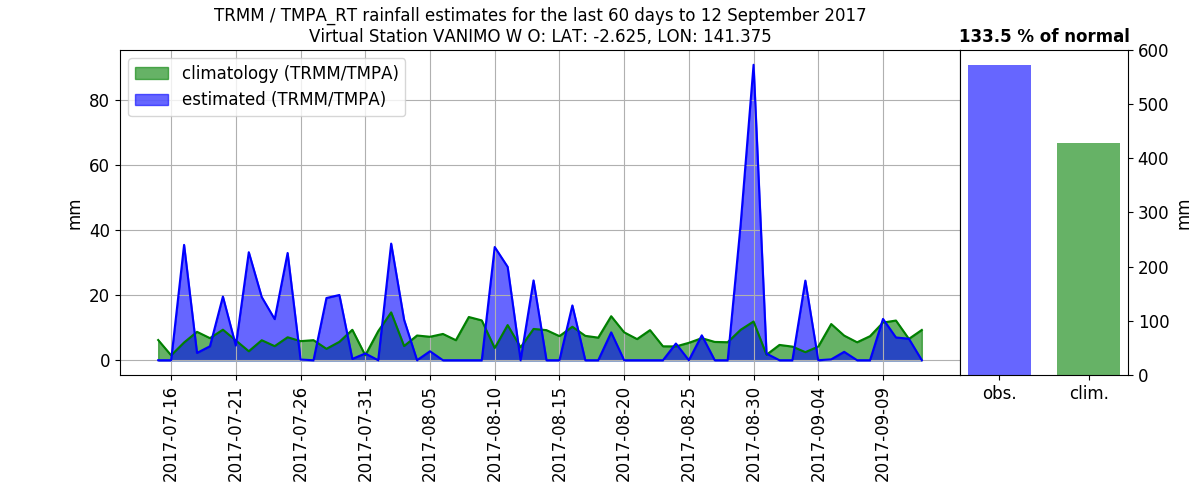 TRMM / TMPA_RT rainfall estimates for the last 60 days to 12 September 2017
Virtual Station VANIMO W O: LAT: -2.625, LON: 141.375
133.5 % of normal
climatology (TRMM/TMPA)
estimated (TRMM/TMPA)
mm
80
60
40
20
0
2017-07-16
2017-07-21
2017-07-26
2017-07-31
2017-08-05
2017-08-10
2017-08-15
2017-08-20
2017-08-25
2017-08-30
2017-09-04
2017-09-09
600
500
400
300
200
100
0
mm
obs.
clim.